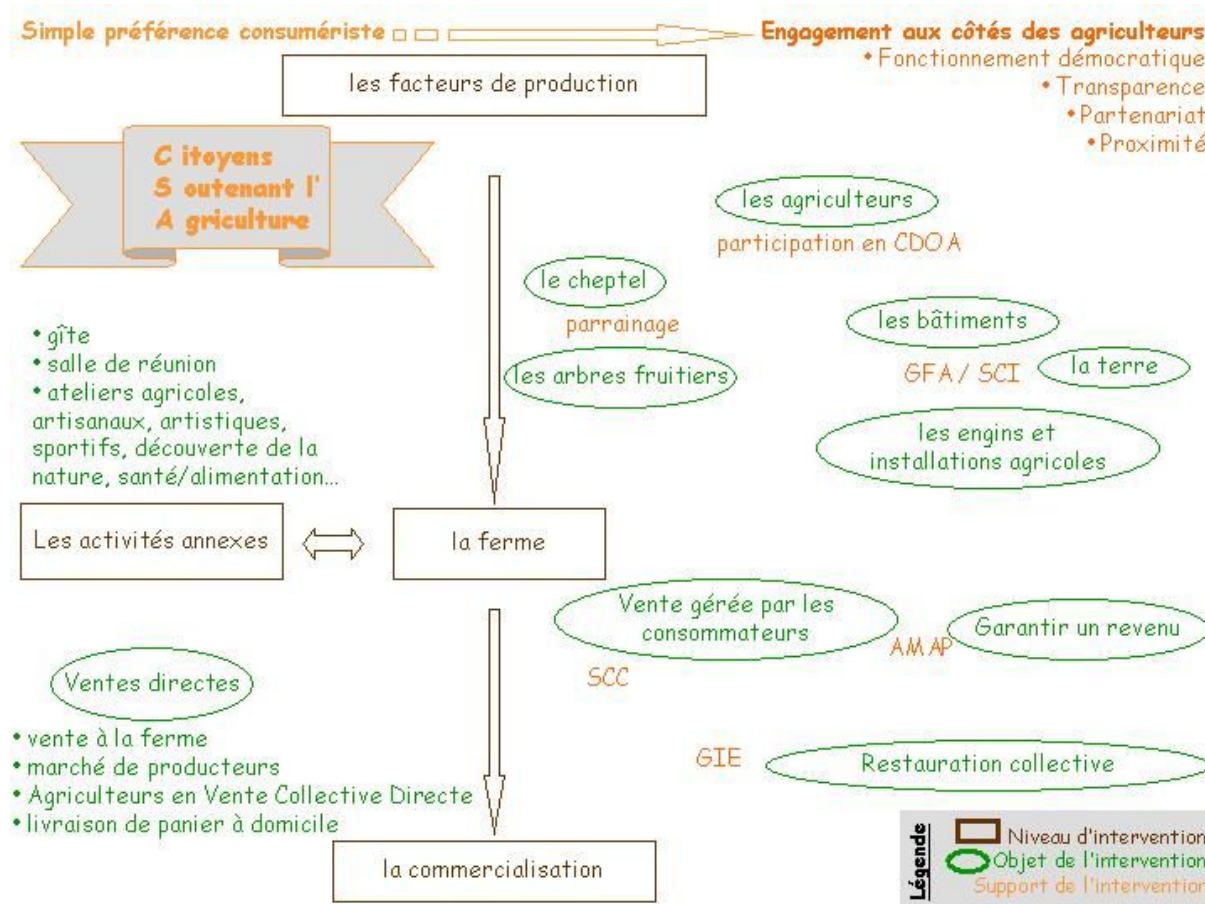 Simple préférence consumériste
Engagement aux côtés des agriculteurs
• Fonctionnement démocratique
• Transparence
• Partenariat
• Proximité
les facteurs de production
C itoyens
S outenant l'
A griculture
les agriculteurs
participation en CDOA
le cheptel
parrainage
les arbres fruitiers
les bâtiments
GFA / SCI
la terre
les engins et
installations agricoles
• gîte
• salle de réunion
• ateliers agricoles,
artisanaux, artistiques,
sportifs, découverte de la
nature, santé/alimentation...
Les activités annexes
la ferme
Vente gérée par les
consommateurs
AMAP
Garantir un revenu
SCC
Ventes directes
• vente à la ferme
• marché de producteurs
• Agriculteurs en Vente Collective Directe
• livraison de panier à domicile
GIE
Restauration collective
la commercialisation
Légende
Niveau d'intervention
Objet de l'intervention
Support de l'intervention